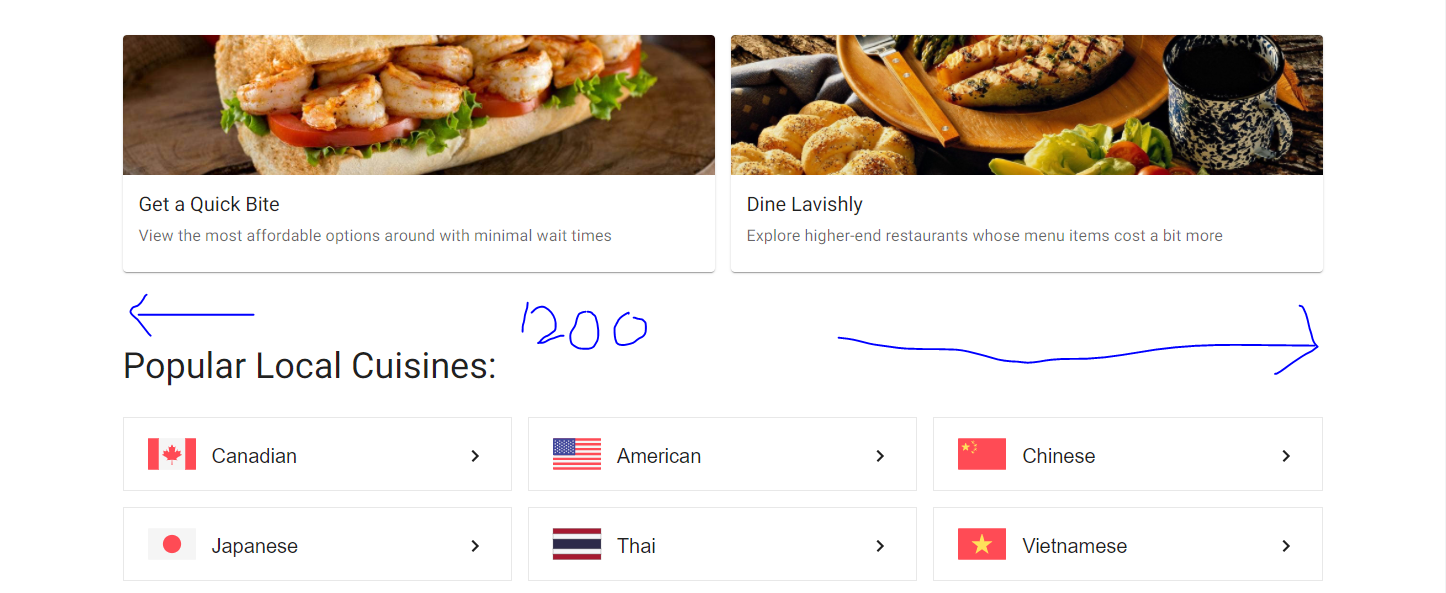 Get a Quick Bite
View the most affordable options around with minimal wait times
Dine Lavishly
Explore higher-end restaurants whose menu items cost a bit more
1200
Popular Local Cuisines:
Canadian
American
Chinese
Japanese
Thai
Vietnamese